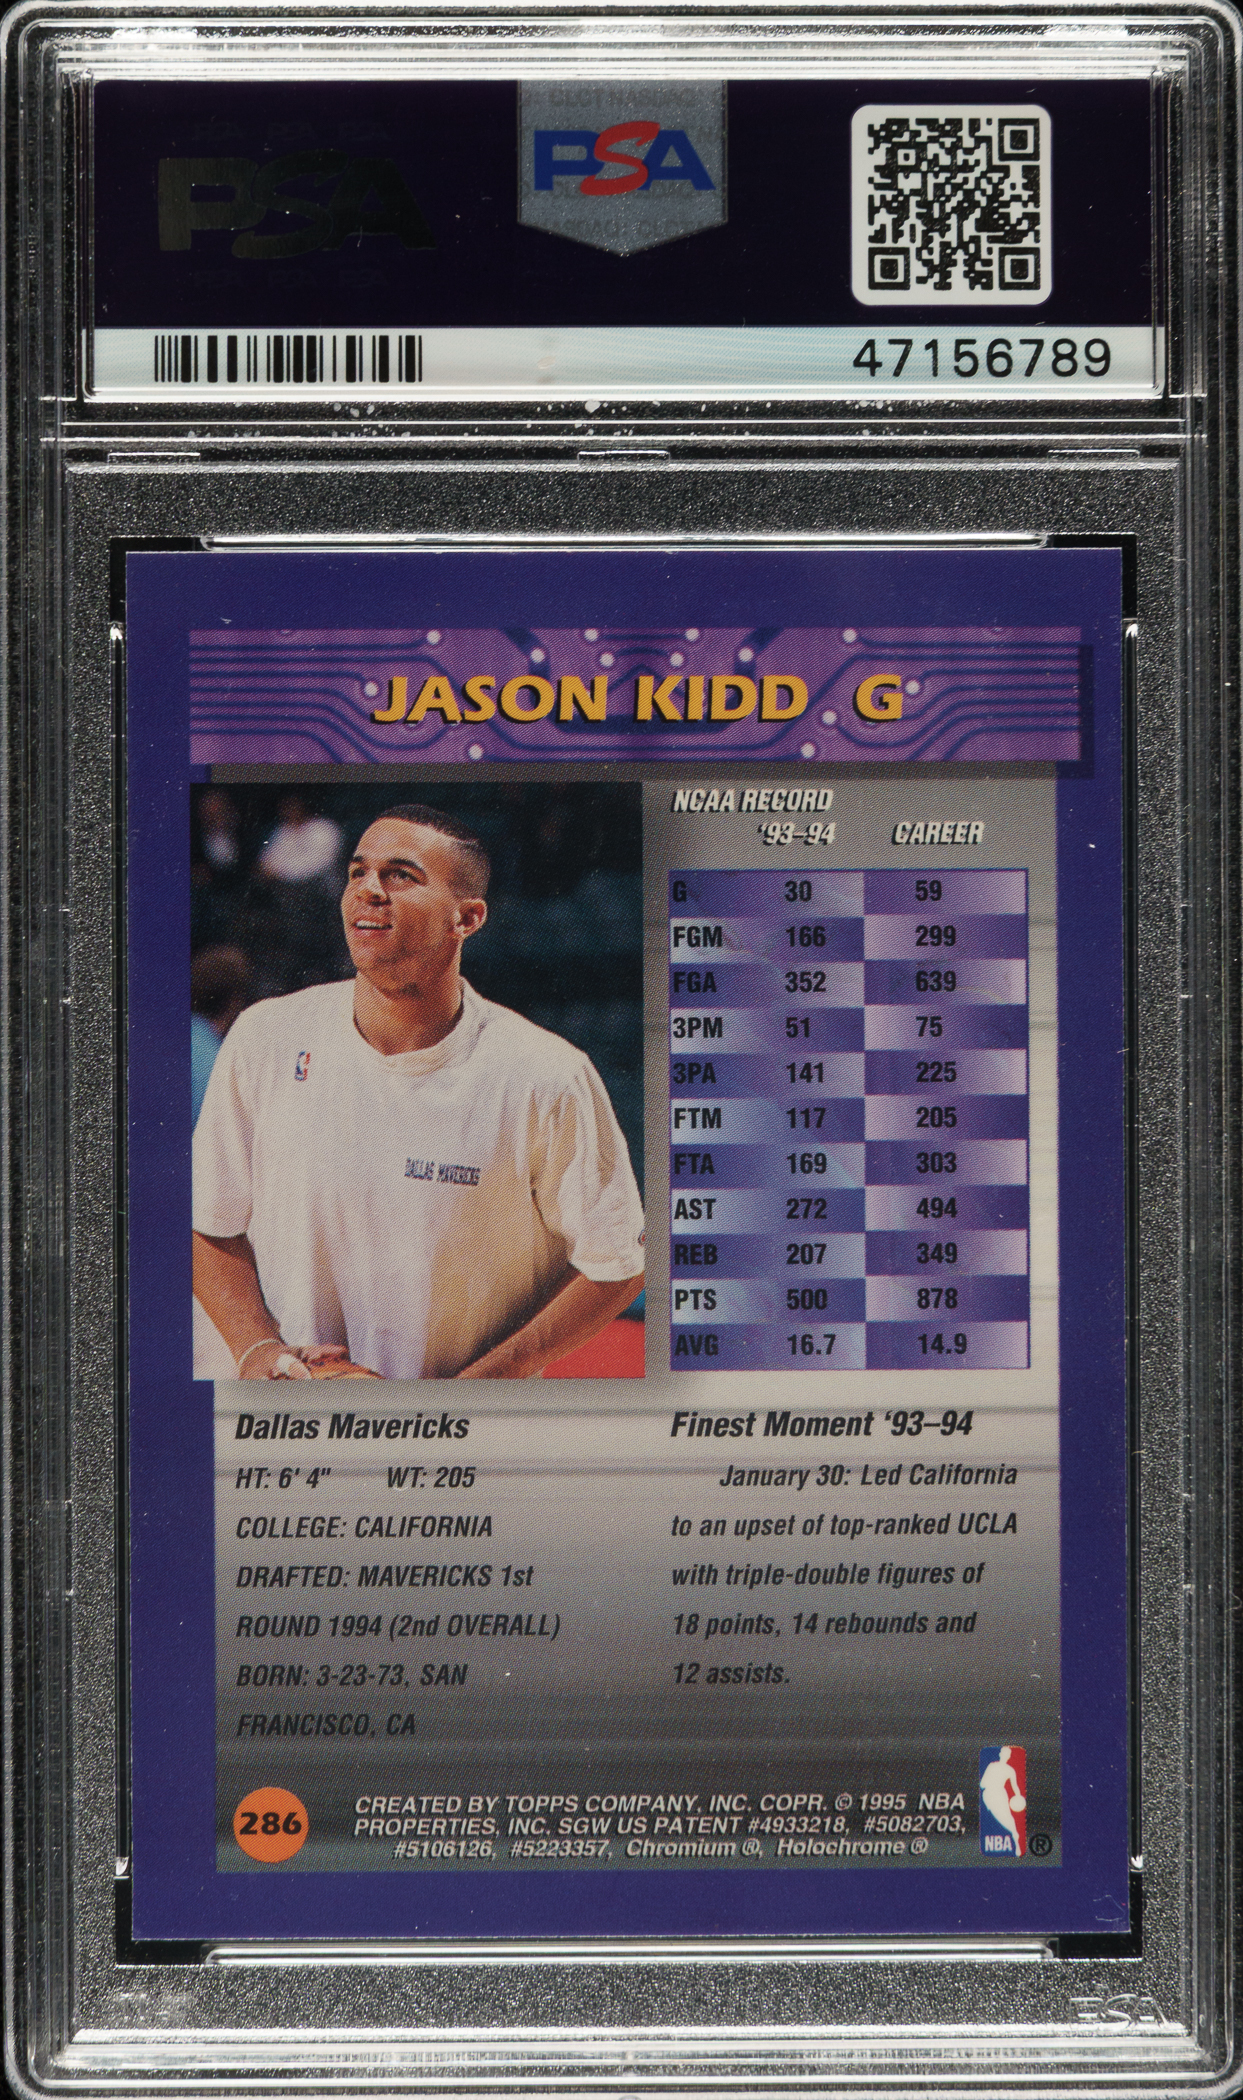 PSA
PSA
47156789
JASON KIDD G
NCAA RECORD
'93–94 CAREER
G 30 59
FGM 166 299
FGA 352 639
3PM 51 75
3PA 141 225
FTM 117 205
FTA 169 303
AST 272 494
REB 207 349
PTS 500 878
AVG 16.7 14.9
DALLAS MAVERICKS
Dallas Mavericks
HT: 6' 4" WT: 205
COLLEGE: CALIFORNIA
DRAFTED: MAVERICKS 1st
ROUND 1994 (2nd OVERALL)
BORN: 3-23-73, SAN
FRANCISCO, CA
Finest Moment '93–94
January 30: Led California
to an upset of top-ranked UCLA
with triple-double figures of
18 points, 14 rebounds and
12 assists.
286
CREATED BY TOPPS COMPANY, INC. COPR. © 1995 NBA
PROPERTIES, INC. SGW US PATENT #4933218, #5082703,
#5106126, #5223357, Chromium ®, Holochrome ®
NBA ®
PSA